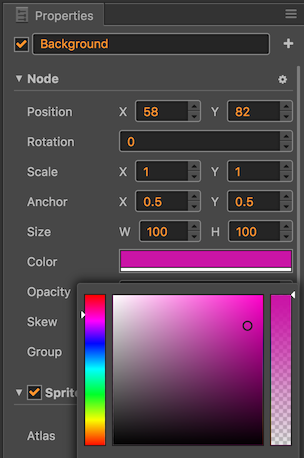 Properties
Background
Node
Position X 58 Y 82
Rotation 0
Scale X 1 Y 1
Anchor X 0.5 Y 0.5
Size W 100 H 100
Color
Opacity
Skew
Group
Sprite
Atlas